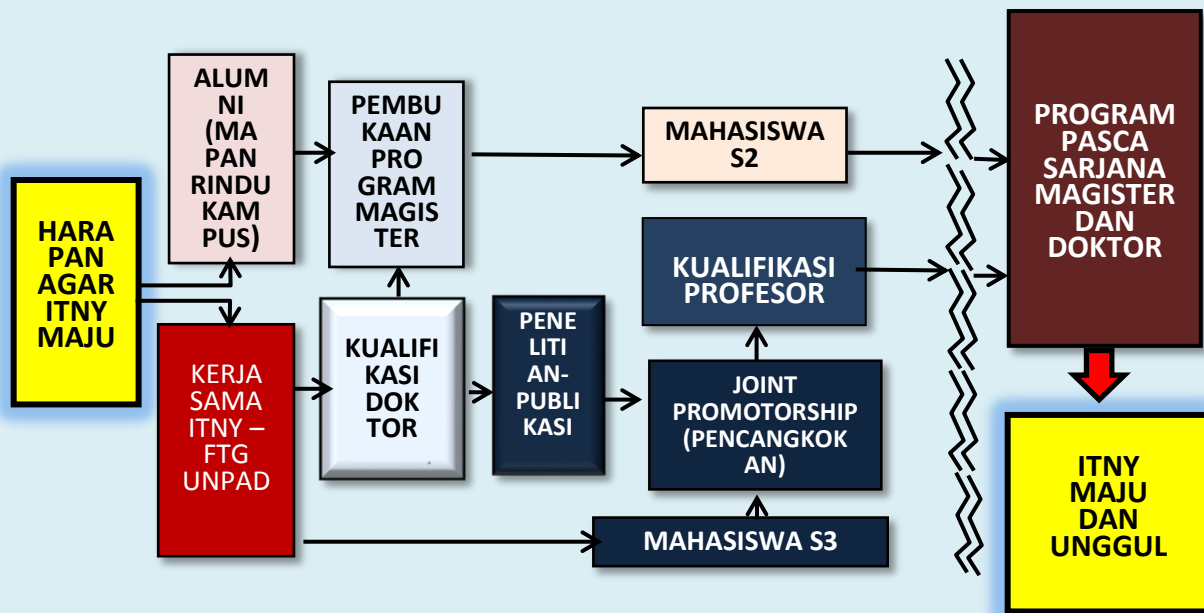 HARA
PAN
AGAR
ITNY
MAJU
ALUM
NI
(MA
PAN
RINDU
KAM
PUS)
KERJA
SAMA
ITNY –
FTG
UNPAD
PEMBU
KAAN
PRO
GRAM
MAGIS
TER
KUALIFI
KASI
DOK
TOR
PENE
LITI
AN-
PUBLI
KASI
MAHASISWA
S2
KUALIFIKASI
PROFESOR
JOINT
PROMOTORSHIP
(PENCANGKOK
AN)
MAHASISWA S3
PROGRAM
PASCA
SARJANA
MAGISTER
DAN
DOKTOR
ITNY
MAJU
DAN
UNGGUL